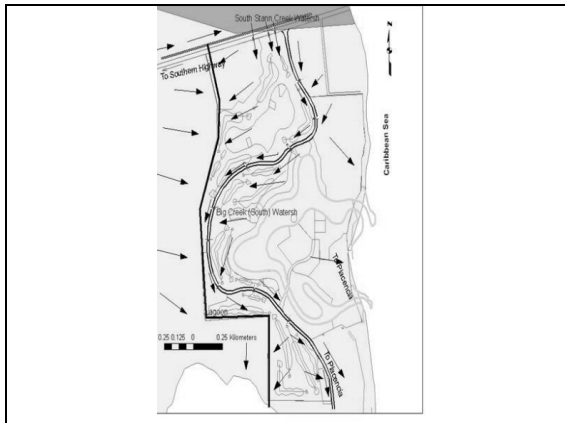 South Stann Creek Watersh
To Southern Highway
N
Caribbean Sea
Big Creek (South) Watersh
To Placencia
Lagoon
0.25 0.125 0 0.25 Kilometers
To Placencia